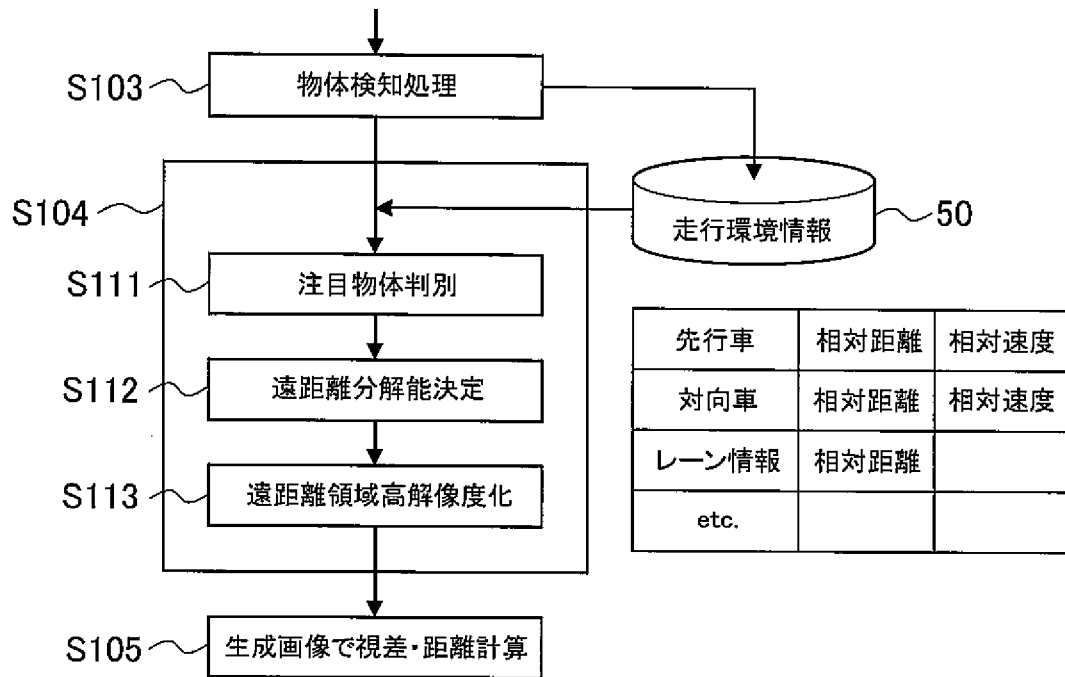 S103
物体検知処理
S104
走行環境情報
50
S111
注目物体判別
S112
遠距離分解能決定
S113
遠距離領域高解像度化
S105
生成画像で視差・距離計算
先行車 相対距離 相対速度
対向車 相対距離 相対速度
レーン情報 相対距離
etc.